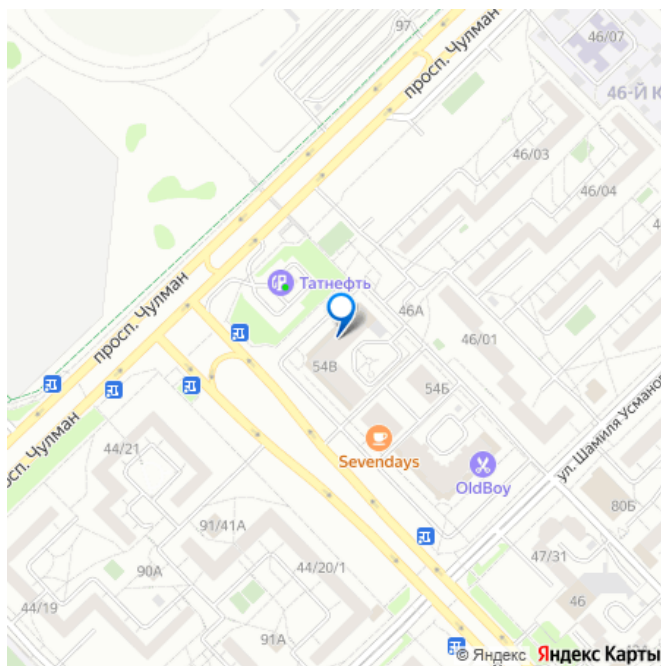 97
46/07
просп. Чулман
46-Й К
46/03
46/04
Татнефть
просп. Чулман
46А
46/01
54В
54Б
ул. Шамиля Усманова
осп. Чулман
44/21
Sevendays
OldBoy
80Б
91/41А
47/31
90А
44/20/1
46
44/19
91А
© Яндекс Яндекс Карты